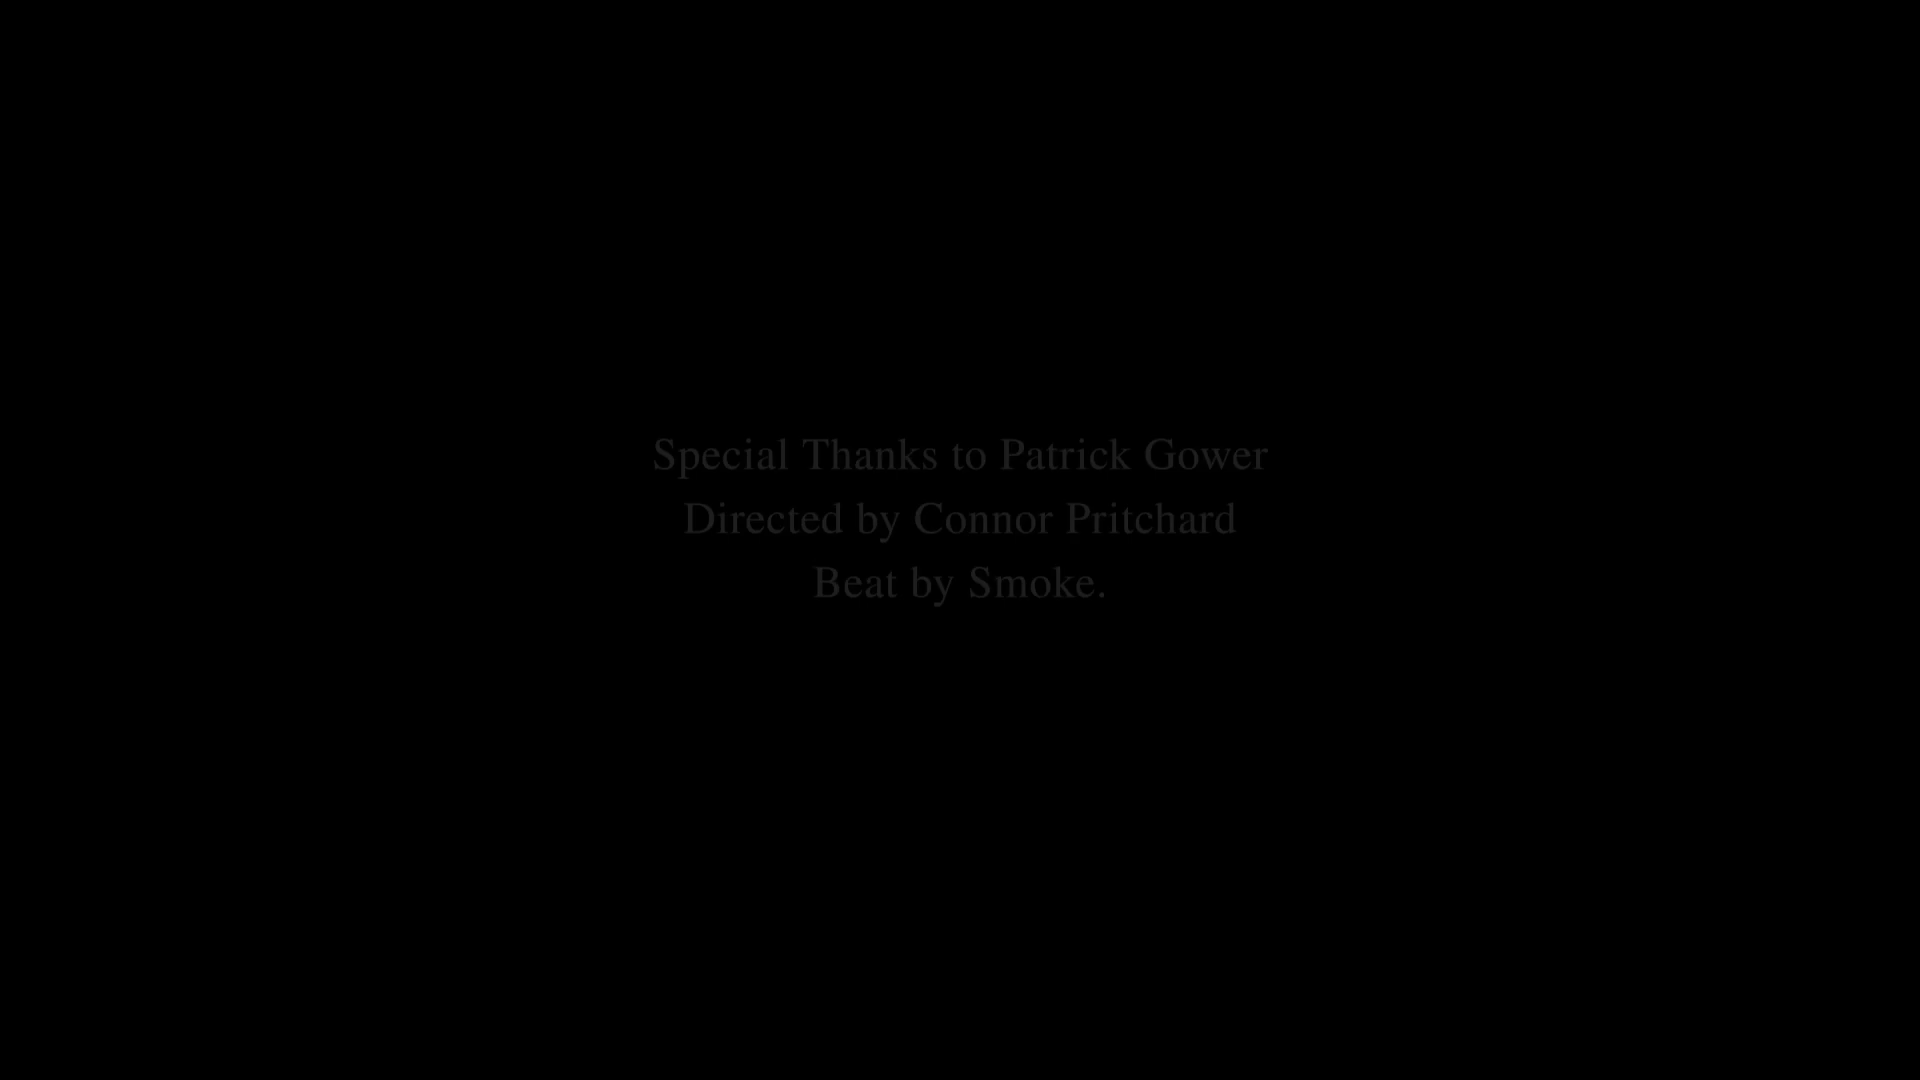 Special Thanks to Patrick Gower
Directed by Connor Pritchard
Beat by Smoke.